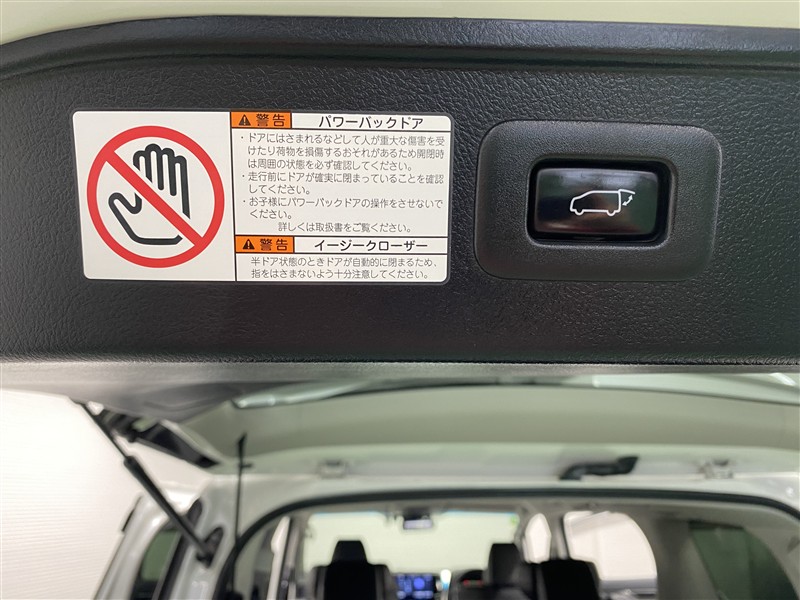 警告 パワーバックドア
・ドアにはさまれるなどして人が重大な傷害を受
けたり荷物を損傷するおそれがあるため開閉時
は周囲の状態を必ず確認してください。
・走行前にドアが確実に閉まっていることを確認
してください。
・お子様にパワーバックドアの操作をさせないで
ください。
詳しくは取扱書をご覧ください。
警告 イージークローザー
半ドア状態のときドアが自動的に閉まるため、
指をはさまないよう十分注意してください。